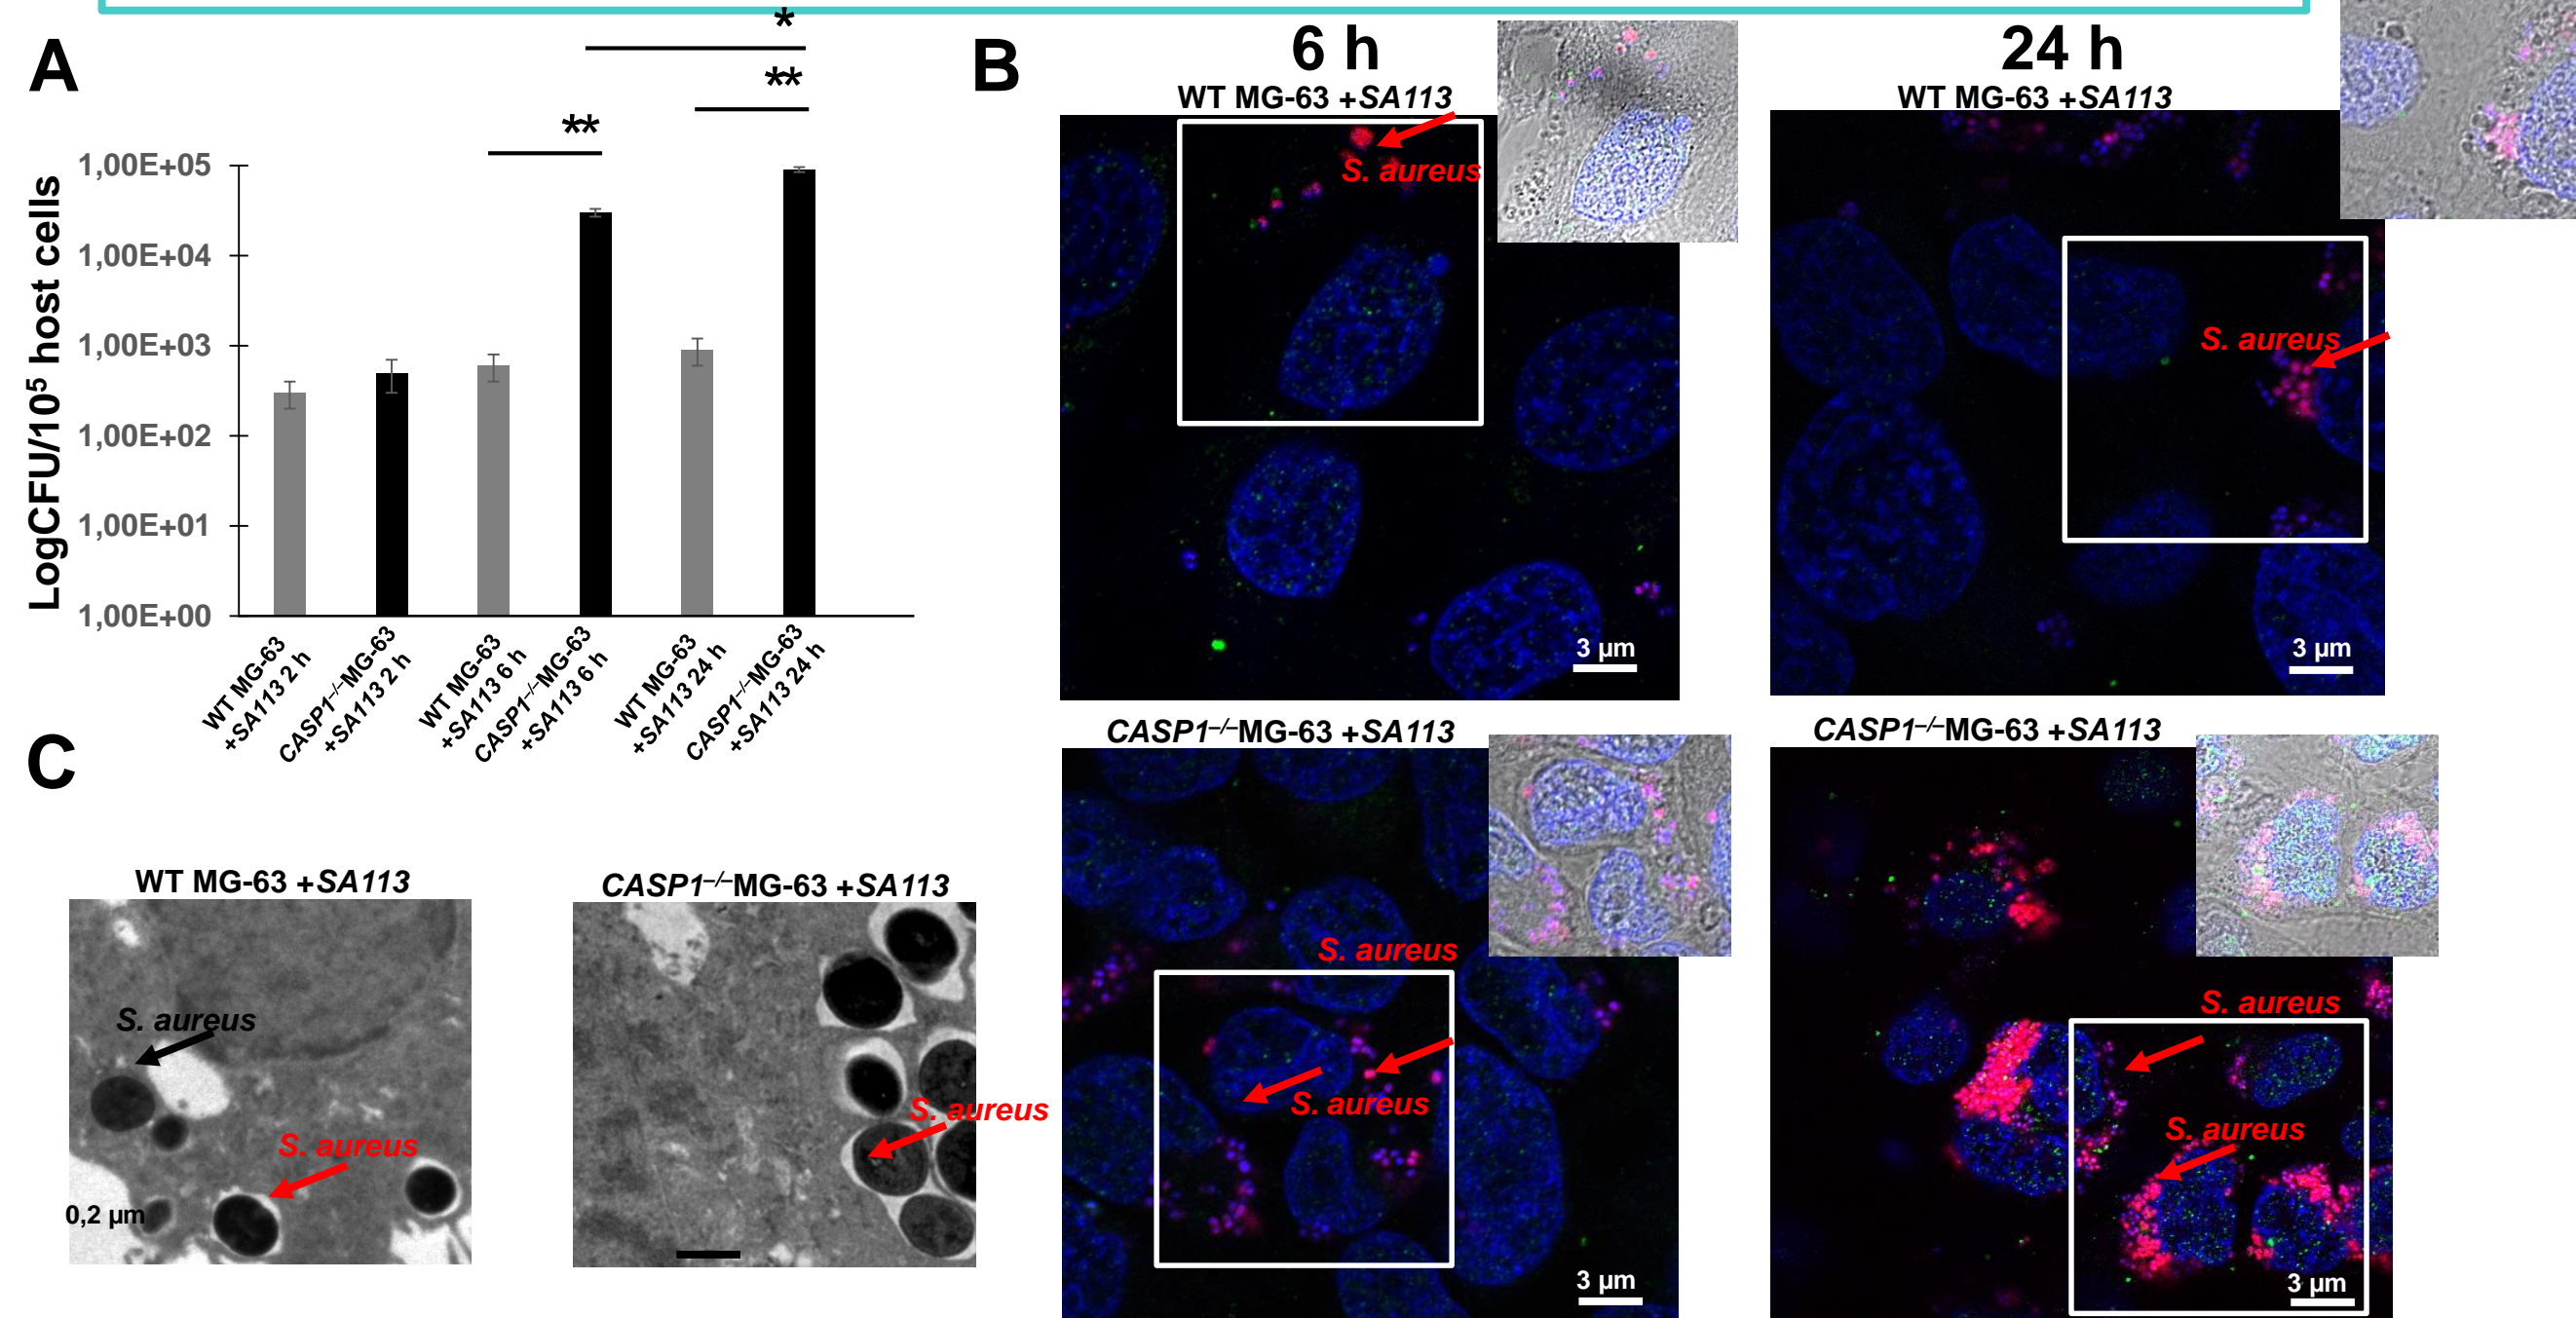 A
*
**
**
LogCFU/10⁵ host cells
1,00E+05
1,00E+04
1,00E+03
1,00E+02
1,00E+01
1,00E+00
WT MG-63
+SA113 2 h
CASP1⁻/⁻MG-63
+SA113 2 h
WT MG-63
+SA113 6 h
CASP1⁻/⁻MG-63
+SA113 6 h
WT MG-63
+SA113 24 h
CASP1⁻/⁻MG-63
+SA113 24 h
B
6 h
WT MG-63 +SA113
S. aureus
3 µm
24 h
WT MG-63 +SA113
S. aureus
3 µm
CASP1⁻/⁻MG-63 +SA113
S. aureus
S. aureus
3 µm
CASP1⁻/⁻MG-63 +SA113
S. aureus
S. aureus
3 µm
C
WT MG-63 +SA113
S. aureus
S. aureus
0,2 µm
CASP1⁻/⁻MG-63 +SA113
S. aureus